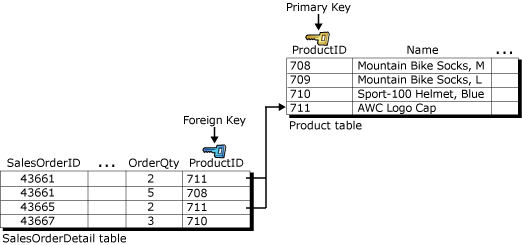 Primary Key
ProductID Name ...
708 Mountain Bike Socks, M
709 Mountain Bike Socks, L
710 Sport-100 Helmet, Blue
711 AWC Logo Cap
Product table
Foreign Key
SalesOrderID ... OrderQty ProductID
43661 2 711
43661 5 708
43665 2 711
43667 3 710
SalesOrderDetail table